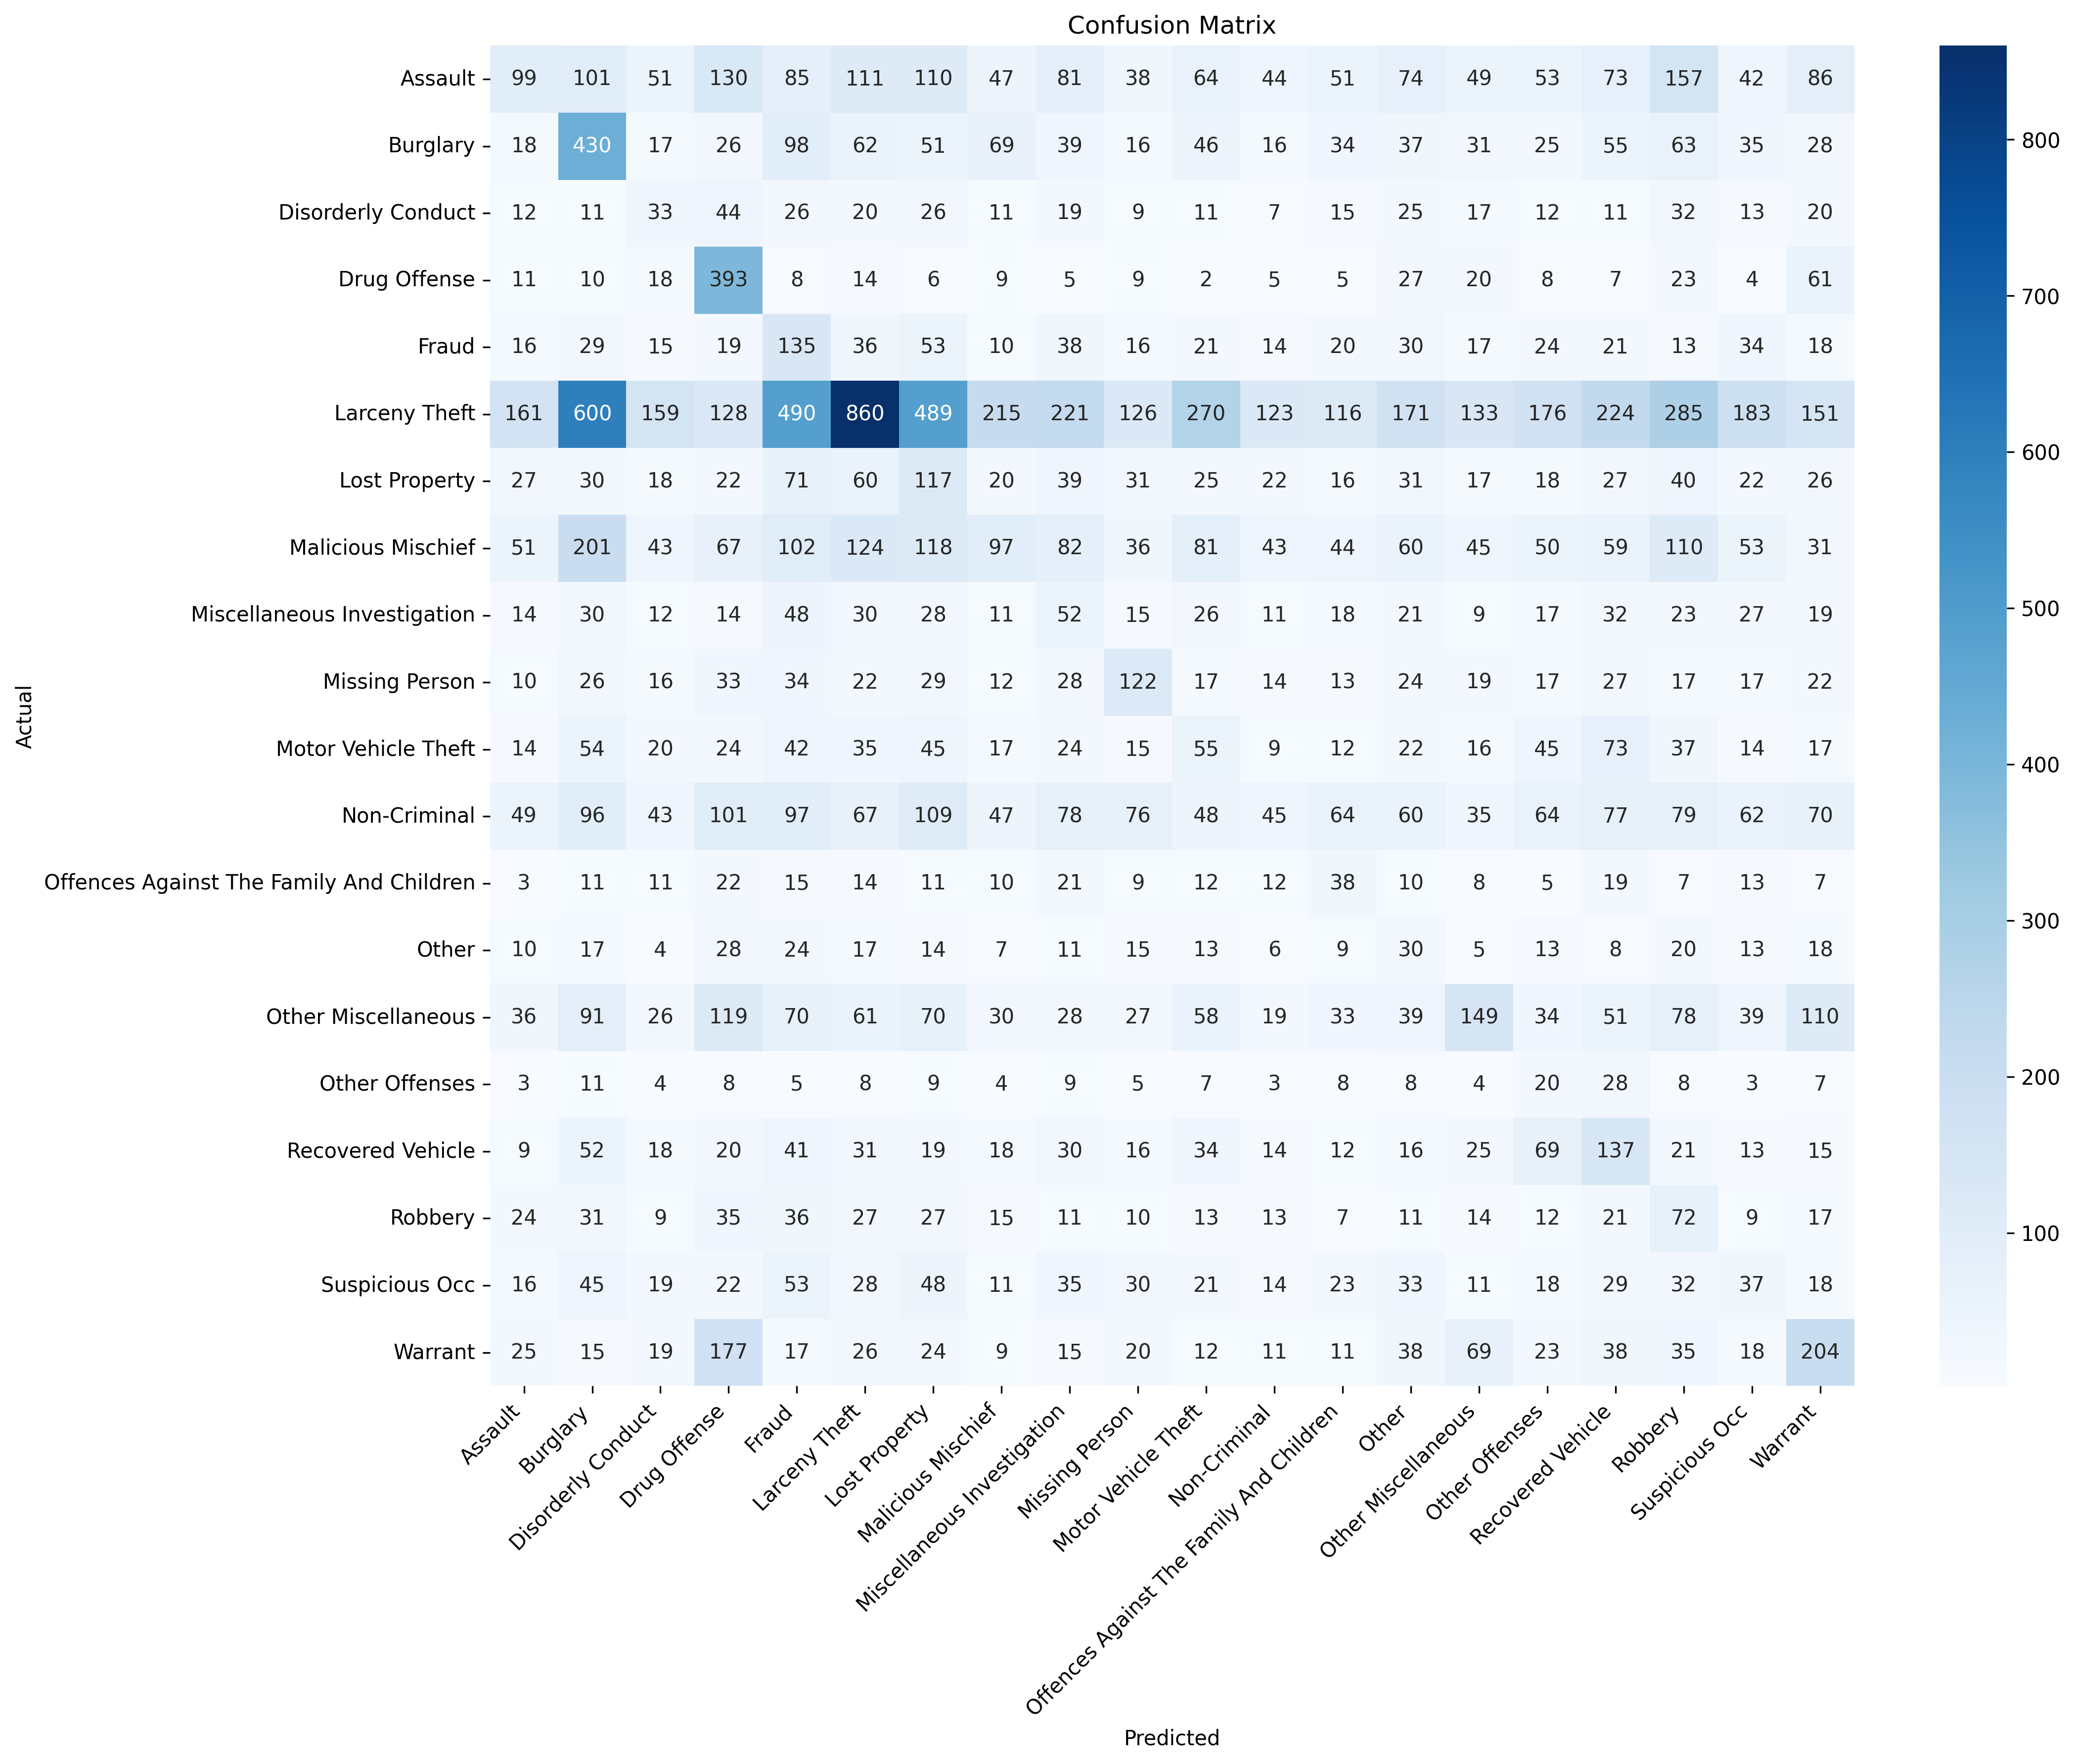 Confusion Matrix
Assault 99 101 51 130 85 111 110 47 81 38 64 44 51 74 49 53 73 157 42 86
Burglary 18 430 17 26 98 62 51 69 39 16 46 16 34 37 31 25 55 63 35 28
Disorderly Conduct 12 11 33 44 26 20 26 11 19 9 11 7 15 25 17 12 11 32 13 20
Drug Offense 11 10 18 393 8 14 6 9 5 9 2 5 5 27 20 8 7 23 4 61
Fraud 16 29 15 19 135 36 53 10 38 16 21 14 20 30 17 24 21 13 34 18
Larceny Theft 161 600 159 128 490 860 489 215 221 126 270 123 116 171 133 176 224 285 183 151
Lost Property 27 30 18 22 71 60 117 20 39 31 25 22 16 31 17 18 27 40 22 26
Malicious Mischief 51 201 43 67 102 124 118 97 82 36 81 43 44 60 45 50 59 110 53 31
Miscellaneous Investigation 14 30 12 14 48 30 28 11 52 15 26 11 18 21 9 17 32 23 27 19
Missing Person 10 26 16 33 34 22 29 12 28 122 17 14 13 24 19 17 27 17 17 22
Motor Vehicle Theft 14 54 20 24 42 35 45 17 24 15 55 9 12 22 16 45 73 37 14 17
Non-Criminal 49 96 43 101 97 67 109 47 78 76 48 45 64 60 35 64 77 79 62 70
Offences Against The Family And Children 3 11 11 22 15 14 11 10 21 9 12 12 38 10 8 5 19 7 13 7
Other 10 17 4 28 24 17 14 7 11 15 13 6 9 30 5 13 8 20 13 18
Other Miscellaneous 36 91 26 119 70 61 70 30 28 27 58 19 33 39 149 34 51 78 39 110
Other Offenses 3 11 4 8 5 8 9 4 9 5 7 3 8 8 4 20 28 8 3 7
Recovered Vehicle 9 52 18 20 41 31 19 18 30 16 34 14 12 16 25 69 137 21 13 15
Robbery 24 31 9 35 36 27 27 15 11 10 13 13 7 11 14 12 21 72 9 17
Suspicious Occ 16 45 19 22 53 28 48 11 35 30 21 14 23 33 11 18 29 32 37 18
Warrant 25 15 19 177 17 26 24 9 15 20 12 11 11 38 69 23 38 35 18 204
Actual
Assault
Burglary
Disorderly Conduct
Drug Offense
Fraud
Larceny Theft
Lost Property
Malicious Mischief
Miscellaneous Investigation
Missing Person
Motor Vehicle Theft
Non-Criminal
Offences Against The Family And Children
Other
Other Miscellaneous
Other Offenses
Recovered Vehicle
Robbery
Suspicious Occ
Warrant
Predicted
800
700
600
500
400
300
200
100